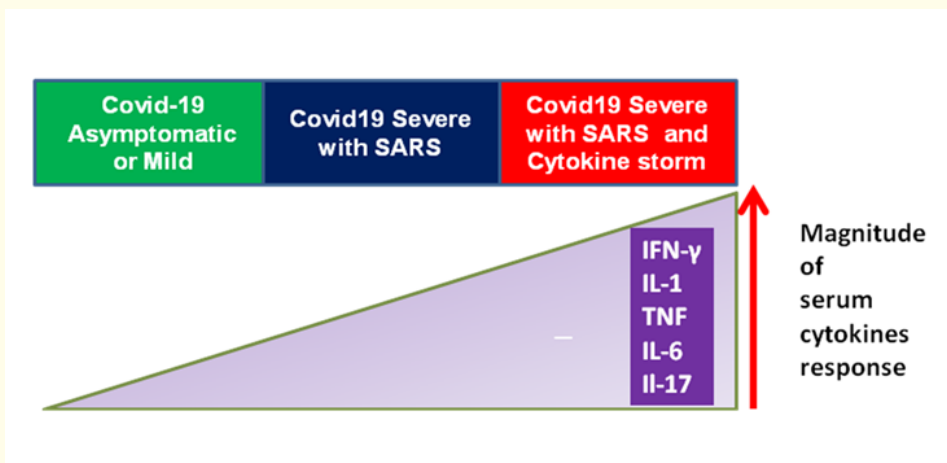 Covid-19
Asymptomatic
or Mild
Covid19 Severe
with SARS
Covid19 Severe
with SARS and
Cytokine storm
IFN-γ
IL-1
TNF
IL-6
Il-17
Magnitude
of
serum
cytokines
response